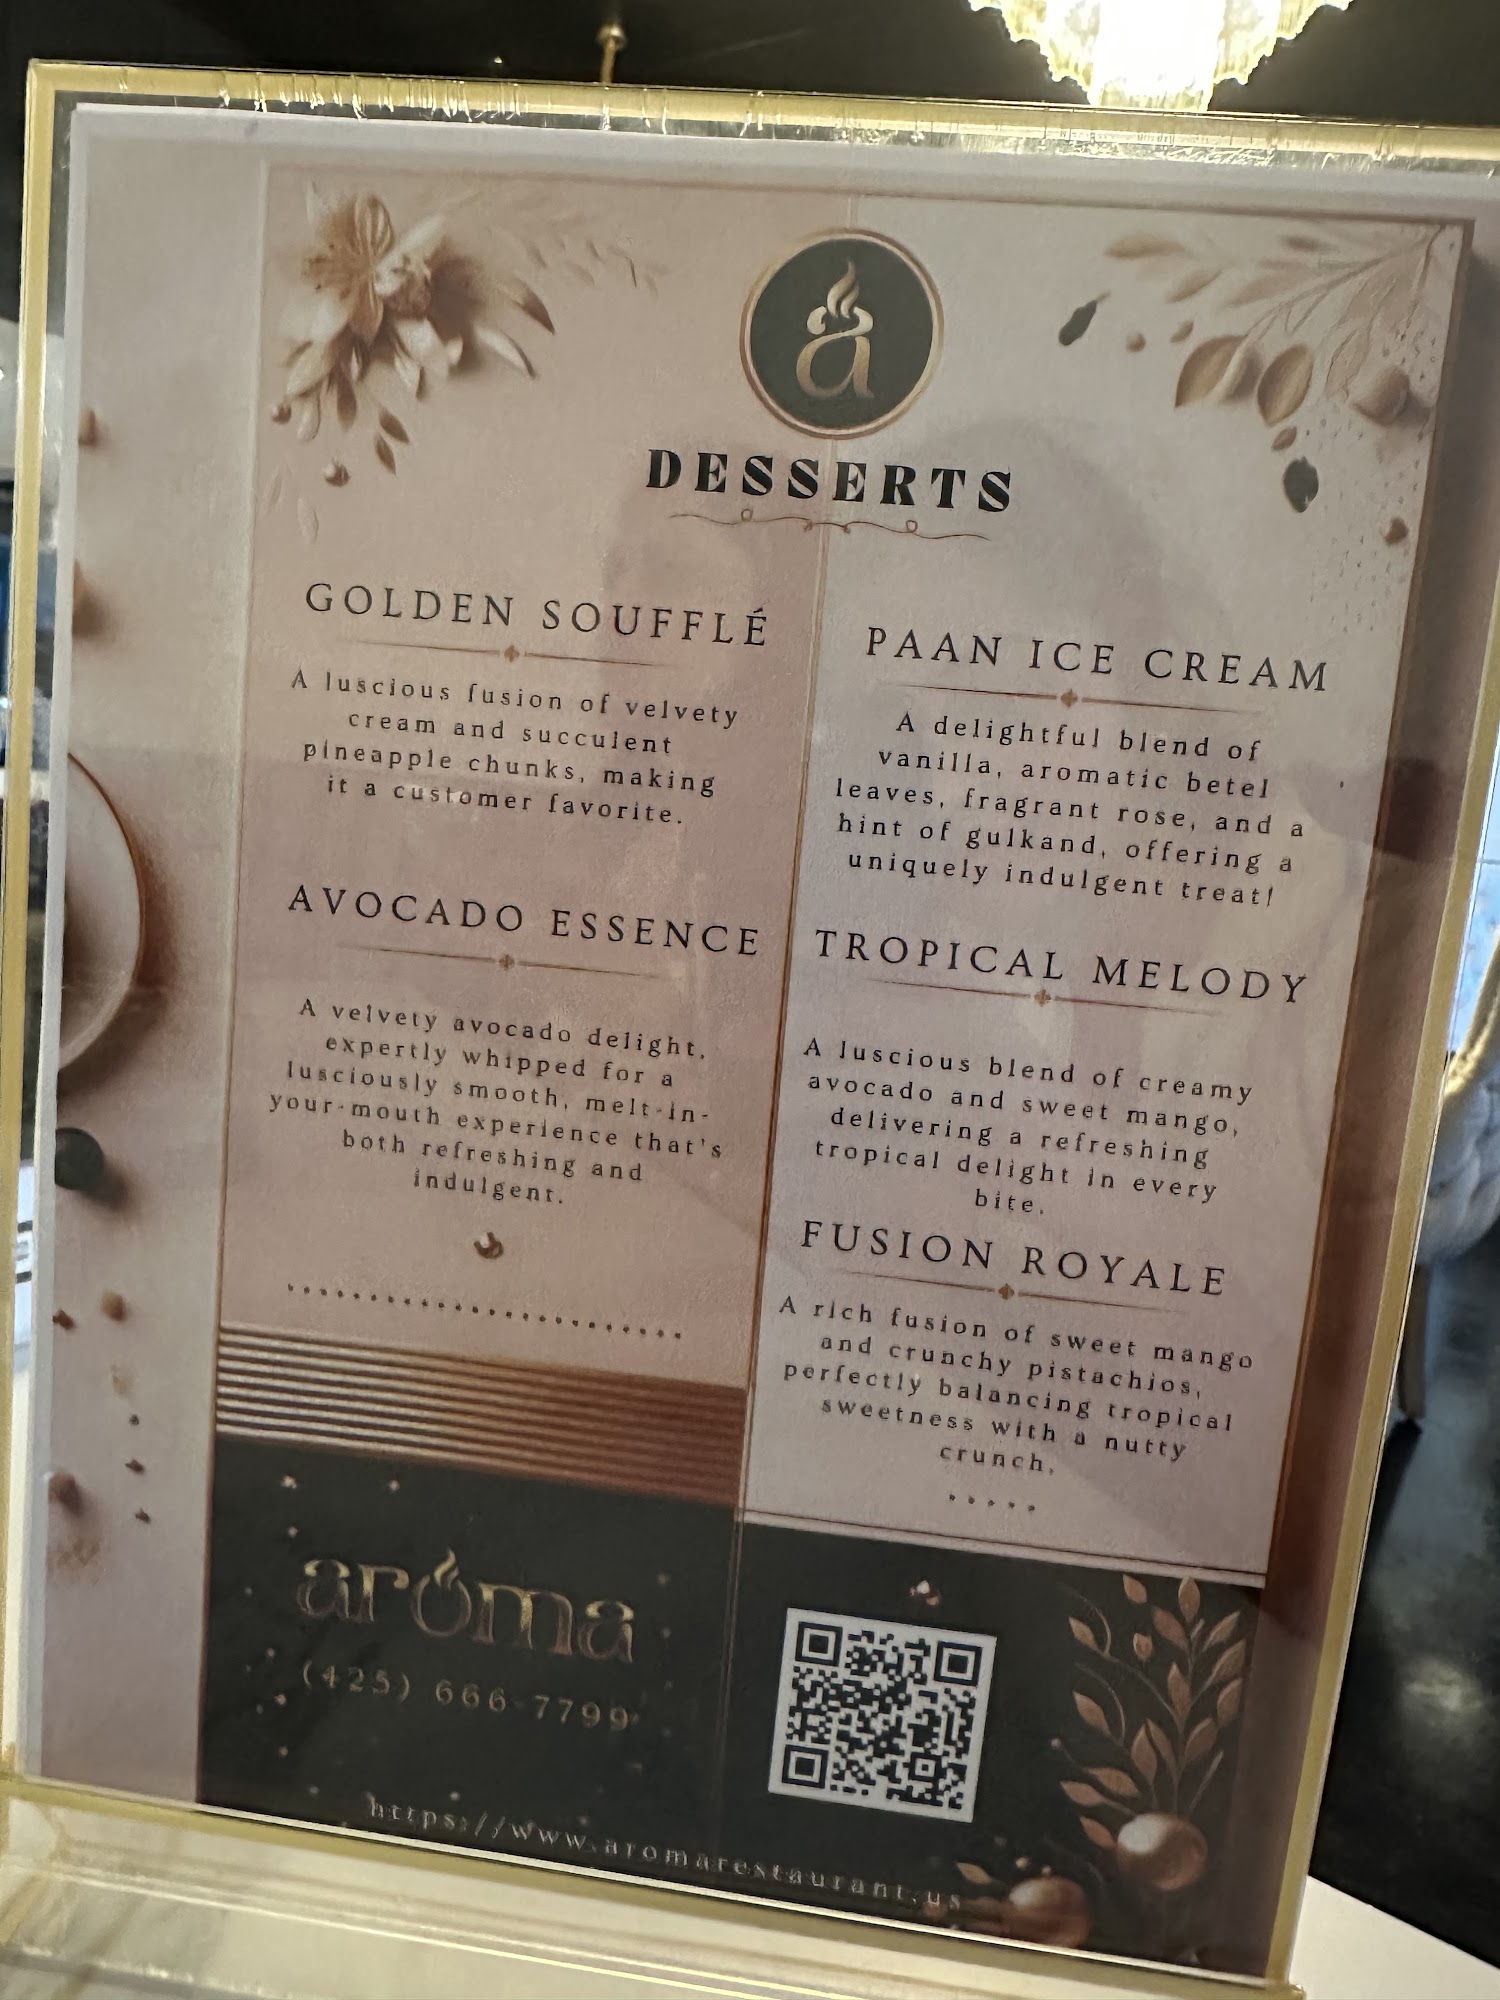 a
DESSERTS
GOLDEN SOUFFLÉ
A luscious fusion of velvety
cream and succulent
pineapple chunks, making
it a customer favorite.
AVOCADO ESSENCE
A velvety avocado delight,
expertly whipped for a
lusciously smooth, melt-in-
your-mouth experience that's
both refreshing and
indulgent.
PAAN ICE CREAM
A delightful blend of
vanilla, aromatic betel
leaves, fragrant rose, and a
hint of gulkand, offering a
uniquely indulgent treat!
TROPICAL MELODY
A luscious blend of creamy
avocado and sweet mango,
delivering a refreshing
tropical delight in every
bite.
FUSION ROYALE
A rich fusion of sweet mango
and crunchy pistachios,
perfectly balancing tropical
sweetness with a nutty
crunch.
aroma
(425) 666-7799
https://www.aromarestaurant.us